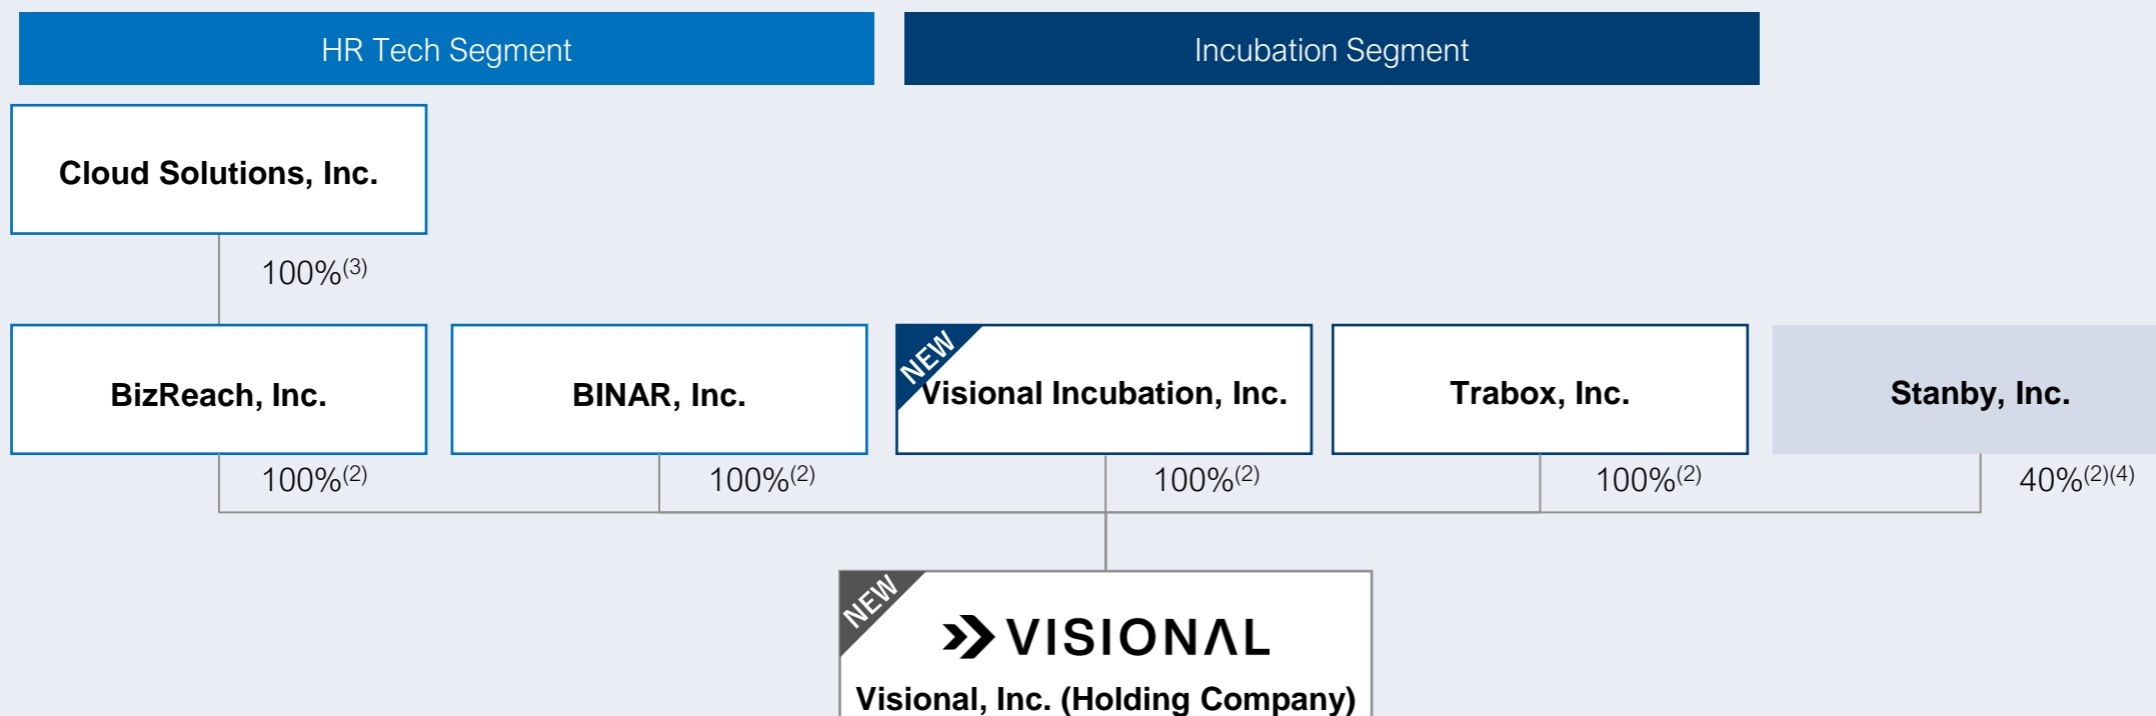 HR Tech Segment
Incubation Segment
Cloud Solutions, Inc.
100%(3)
BizReach, Inc.
BINAR, Inc.
NEW
Visional Incubation, Inc.
Trabox, Inc.
Stanby, Inc.
100%(2)
100%(2)
100%(2)
100%(2)
40%(2)(4)
NEW
VISIONAL
Visional, Inc. (Holding Company)